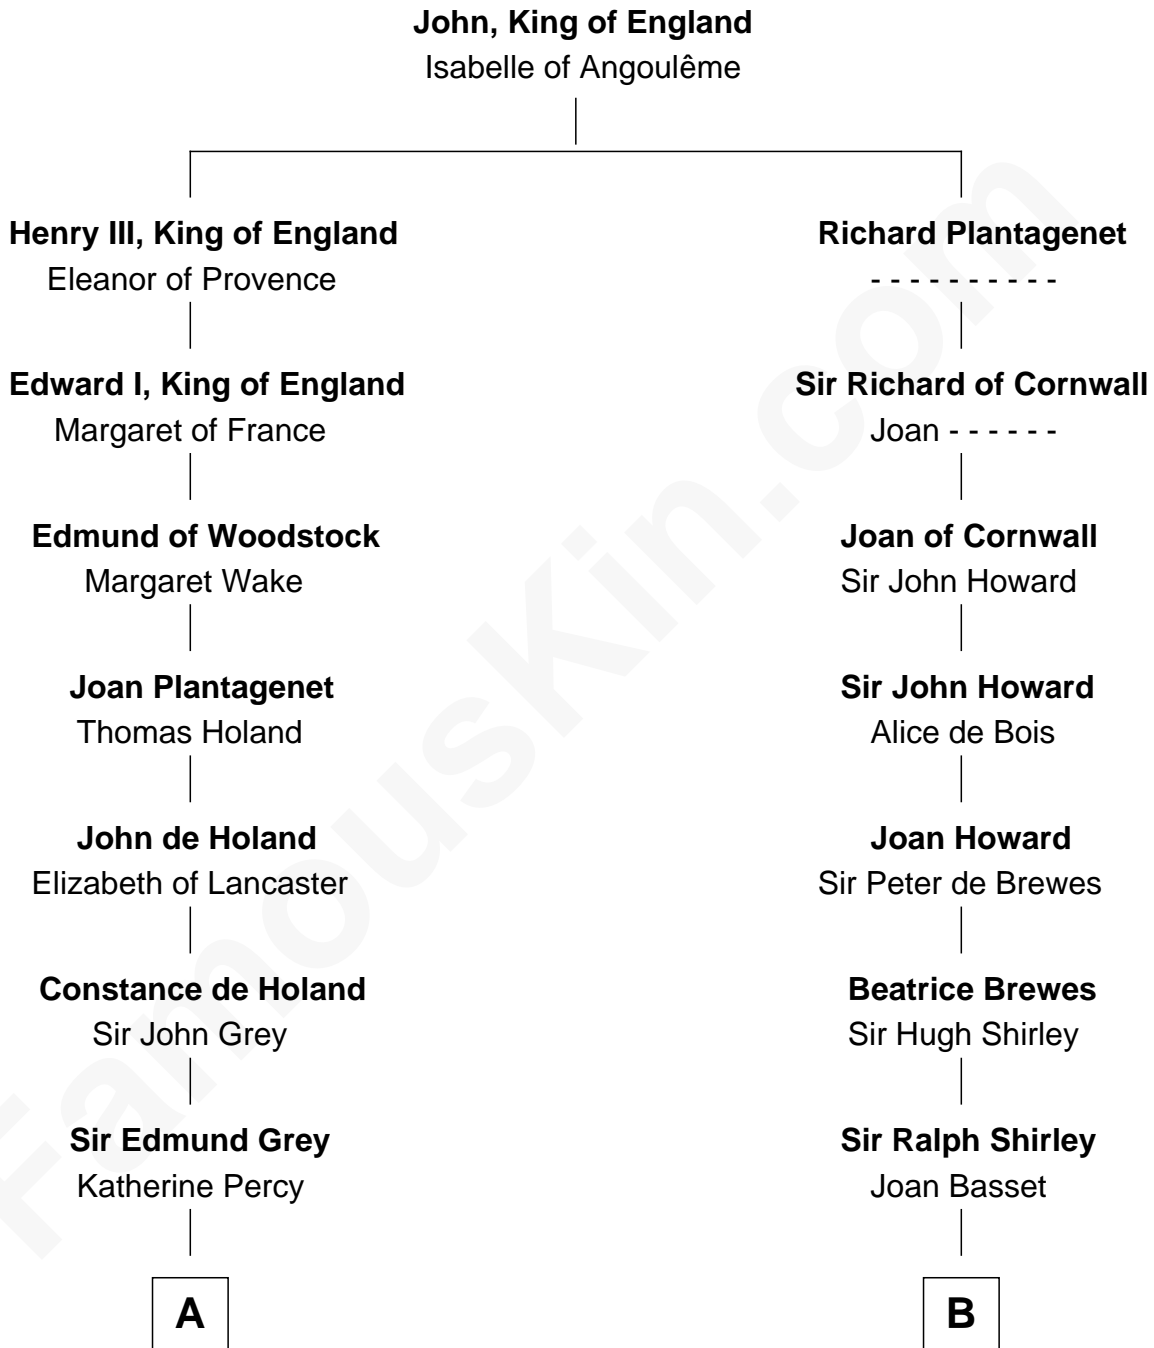 John, King of England
Isabelle of Angoulême
Henry III, King of England
Eleanor of Provence
Richard Plantagenet
- - - - - - - - - -
Edward I, King of England
Margaret of France
Sir Richard of Cornwall
Joan - - - - - -
Edmund of Woodstock
Margaret Wake
Joan of Cornwall
Sir John Howard
Joan Plantagenet
Thomas Holand
Sir John Howard
Alice de Bois
John de Holand
Elizabeth of Lancaster
Joan Howard
Sir Peter de Brewes
Constance de Holand
Sir John Grey
Beatrice Brewes
Sir Hugh Shirley
Sir Edmund Grey
Katherine Percy
Sir Ralph Shirley
Joan Basset
A
B
FamousKin.com